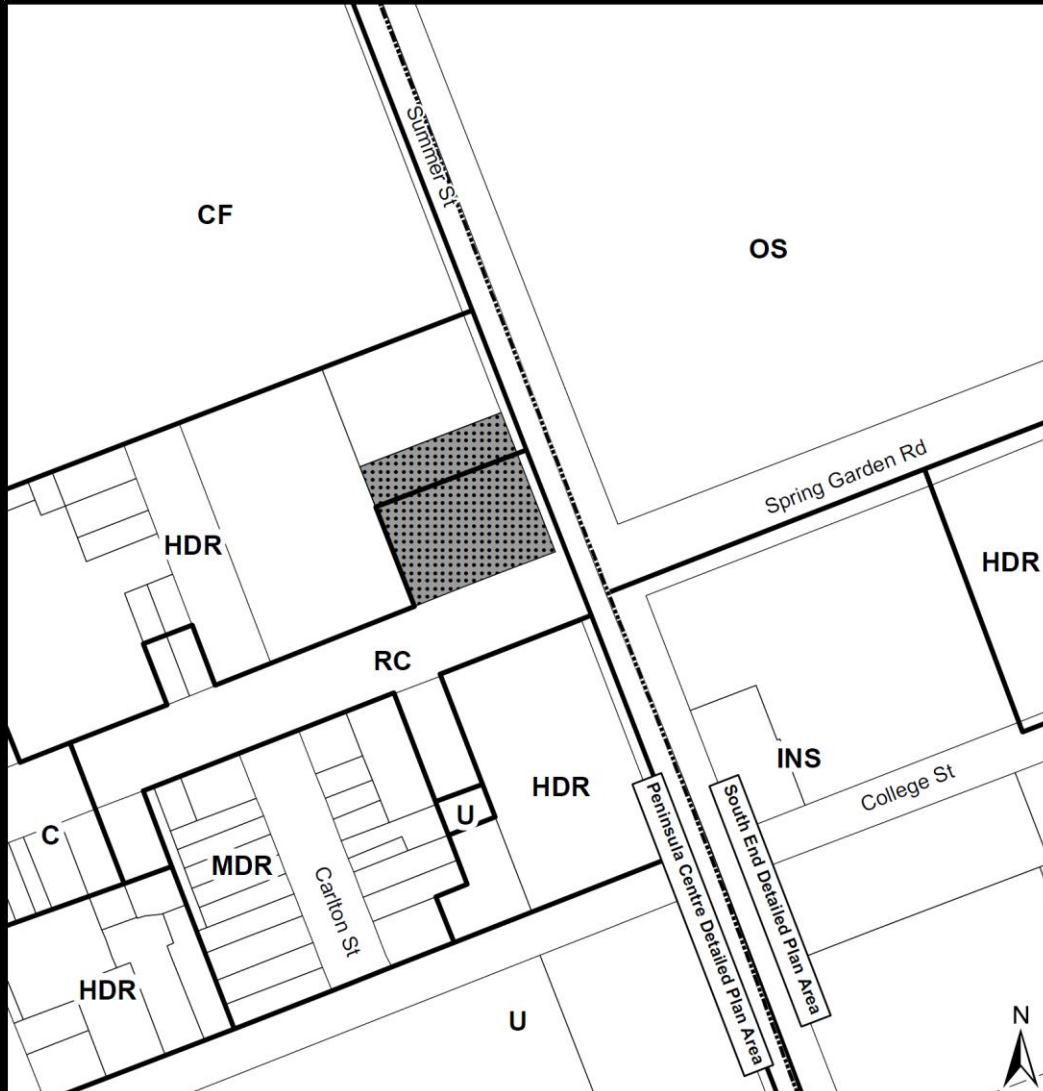 Summer St
CF
OS
Spring Garden Rd
HDR
HDR
RC
INS
HDR
College St
U
C
MDR
Carlton St
Peninsula Centre Detailed Plan Area
South End Detailed Plan Area
HDR
U
N